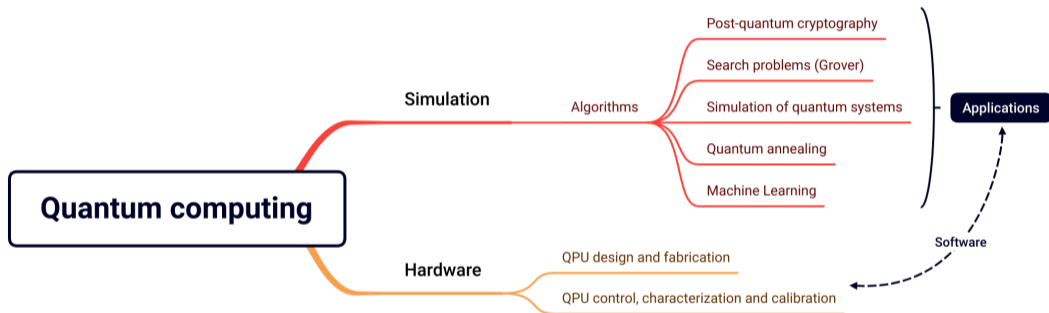 Quantum computing
Simulation
Algorithms
Post-quantum cryptography
Search problems (Grover)
Simulation of quantum systems
Quantum annealing
Machine Learning
Applications
Software
Hardware
QPU design and fabrication
QPU control, characterization and calibration